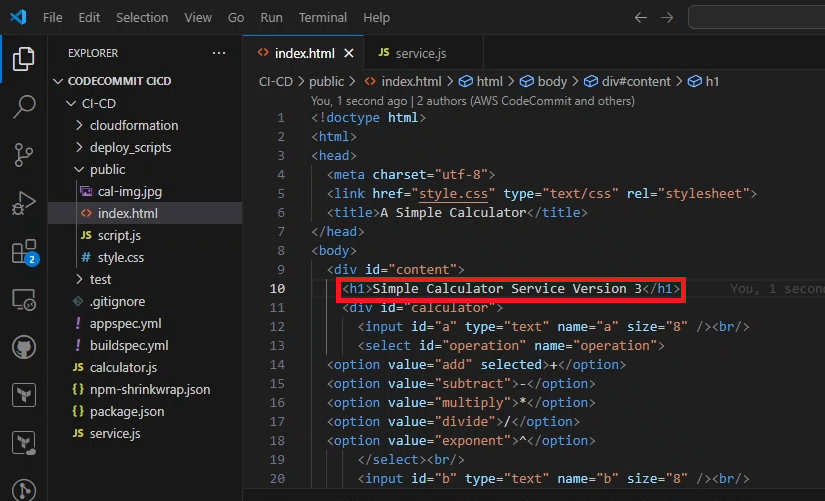 File Edit Selection View Go Run Terminal Help
EXPLORER ...
index.html
JS service.js
CODECOMMIT CICD
CI-CD
cloudformation
deploy_scripts
public
cal-img.jpg
index.html
JS script.js
# style.css
test
.gitignore
! appspec.yml
! buildspec.yml
JS calculator.js
{} npm-shrinkwrap.json
{} package.json
JS service.js
2
CI-CD > public > <> index.html > html > body > div#content > h1
You, 1 second ago | 2 authors (AWS CodeCommit and others)
1 <!doctype html>
2 <html>
3 <head>
4 <meta charset="utf-8">
5 <link href="style.css" type="text/css" rel="stylesheet">
6 <title>A Simple Calculator</title>
7 </head>
8 <body>
9 <div id="content">
10 <h1>Simple Calculator Service Version 3</h1> You, 1 secon
11 <div id="calculator">
12 <input id="a" type="text" name="a" size="8" /><br/>
13 <select id="operation" name="operation">
14 <option value="add" selected>+</option>
15 <option value="subtract">-</option>
16 <option value="multiply">*</option>
17 <option value="divide">/</option>
18 <option value="exponent">^</option>
19 </select><br/>
20 <input id="b" type="text" name="b" size="8" /><br/>